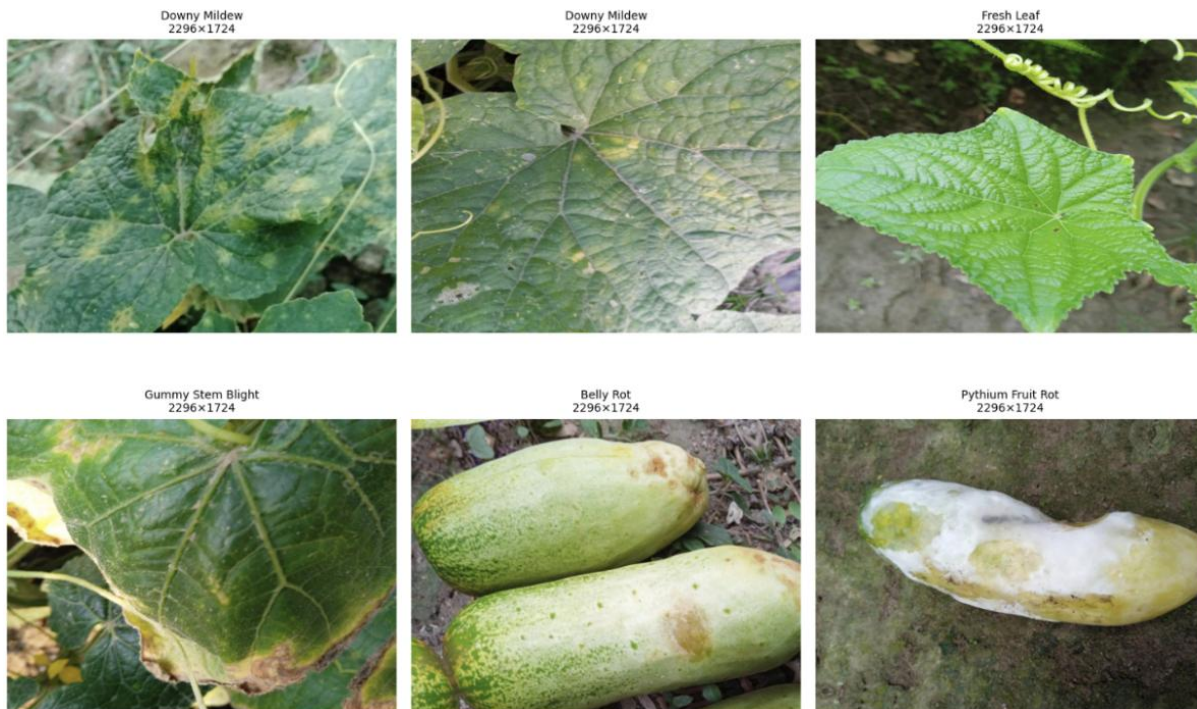 Downy Mildew
2296×1724
Downy Mildew
2296×1724
Fresh Leaf
2296×1724
Gummy Stem Blight
2296×1724
Belly Rot
2296×1724
Pythium Fruit Rot
2296×1724